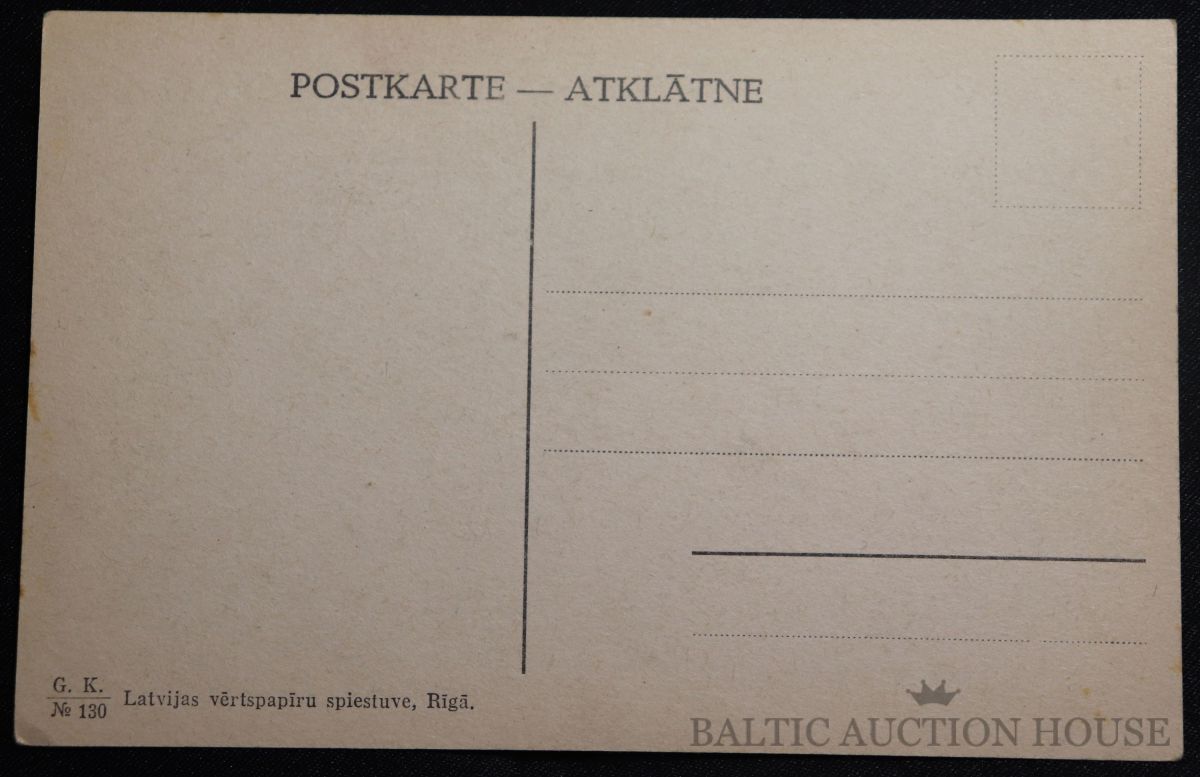 POSTKARTE — ATKLĀTNE
G. K.
№ 130
Latvijas vērtspapīru spiestuve, Rīgā.
BALTIC AUCTION HOUSE